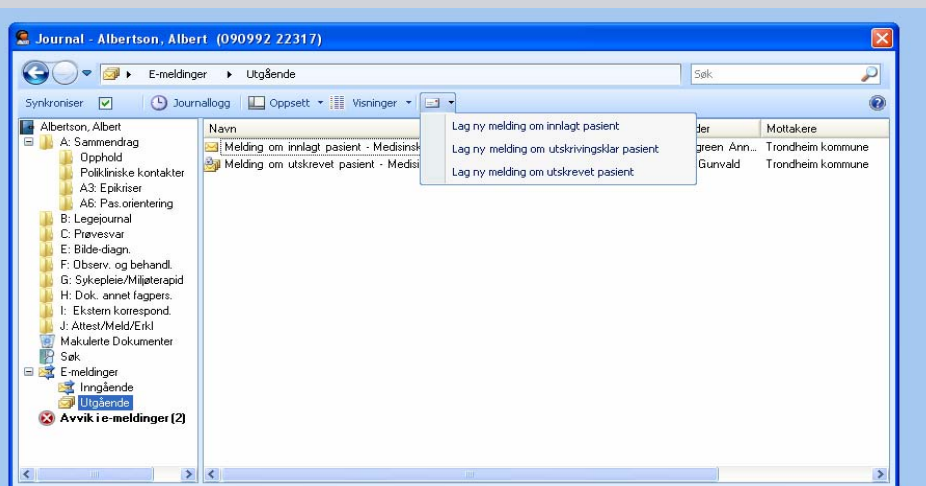 Journal - Albertson, Albert (090992 22317)
E-meldinger Utgående Søk
Synkroniser Journallogg Oppsett Visninger
Albertson, Albert
A: Sammendrag
Opphold
Polikliniske kontakter
A3: Epikriser
A6: Pas.orientering
B: Legejournal
C: Prøvesvar
E: Bilde-diagn.
F: Observ. og behandl.
G: Sykepleie/Miljøterapid
H: Dok. annet fagpers.
I: Ekstern korrespond.
J: Attest/Meld/Erkl
Makulerte Dokumenter
Søk
E-meldinger
Inngående
Utgående
Avvik i e-meldinger (2)
Navn Mottakere
Melding om innlagt pasient - Medisinsk Ann... Trondheim kommune
Melding om utskrevet pasient - Gunvald Trondheim kommune
Lag ny melding om innlagt pasient
Lag ny melding om utskrivingsklar pasient
Lag ny melding om utskrevet pasient